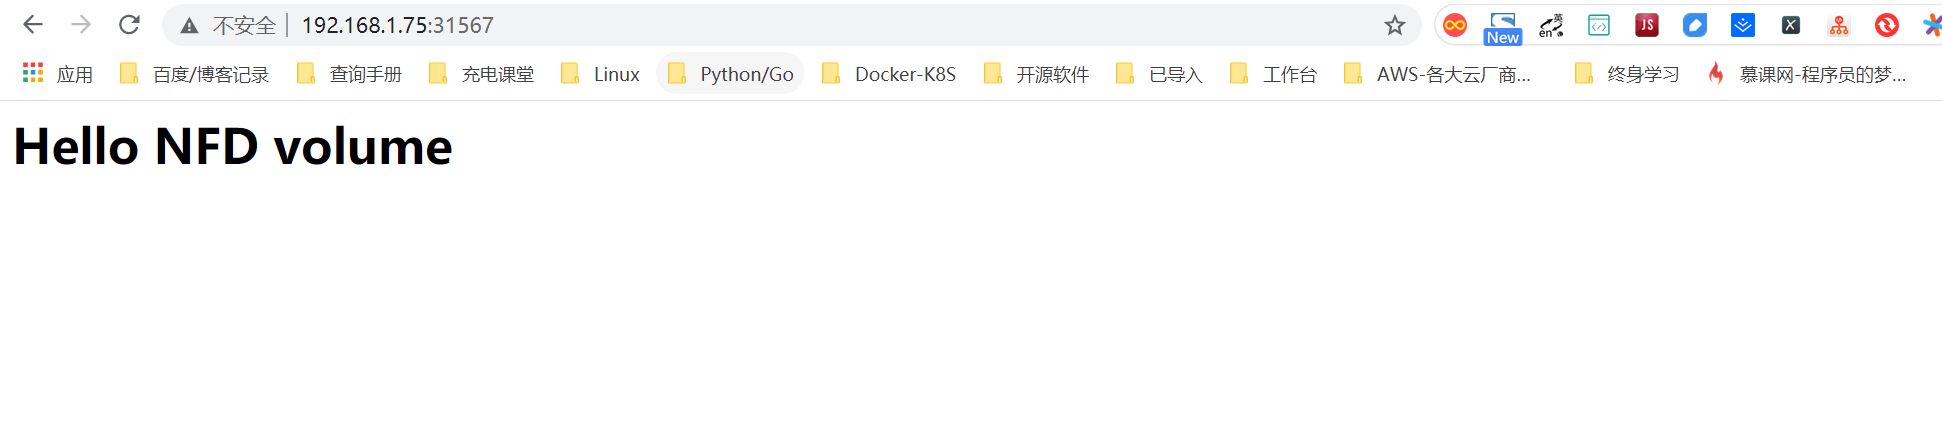 不安全 192.168.1.75:31567 英 en New JS X
应用 百度/博客记录 查询手册 充电课堂 Linux Python/Go Docker-K8S 开源软件 已导入 工作台 AWS-各大云厂商... 终身学习 慕课网-程序员的梦...
Hello NFD volume